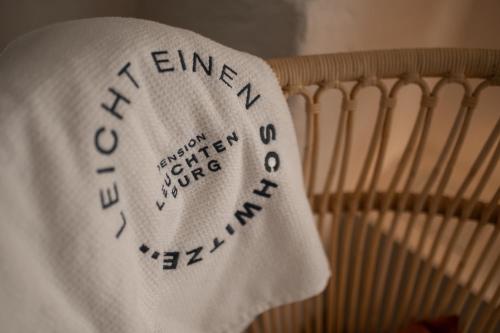 LEICHT EINEN SCHWITZE..
PENSION
LEUCHTEN
BURG